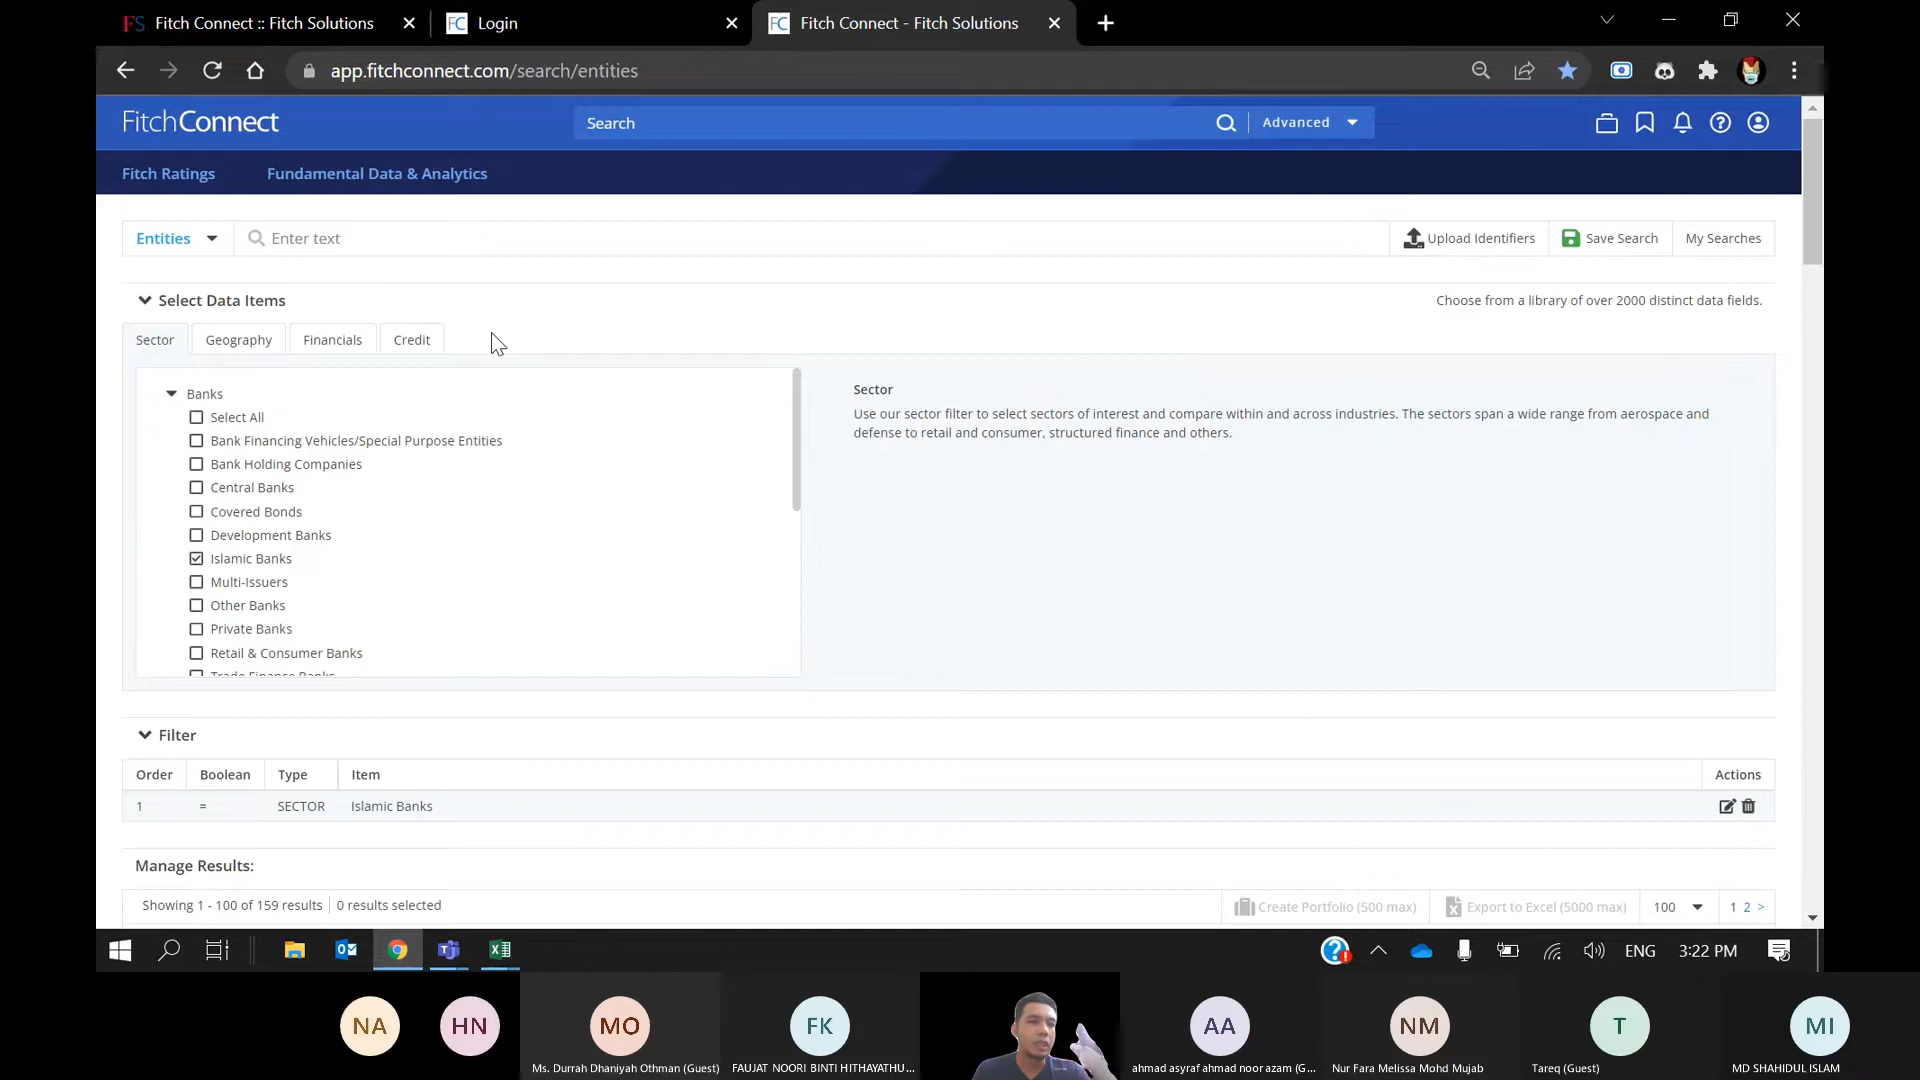 Fitch Connect :: Fitch Solutions
Login
Fitch Connect - Fitch Solutions
app.fitchconnect.com/search/entities
FitchConnect
Search
Advanced
Fitch Ratings
Fundamental Data & Analytics
Entities
Enter text
Upload Identifiers
Save Search
My Searches
Select Data Items
Choose from a library of over 2000 distinct data fields.
Sector
Geography
Financials
Credit
Banks
Select All
Bank Financing Vehicles/Special Purpose Entities
Bank Holding Companies
Central Banks
Covered Bonds
Development Banks
Islamic Banks
Multi-Issuers
Other Banks
Private Banks
Retail & Consumer Banks
Trade Finance Banks
Sector
Use our sector filter to select sectors of interest and compare within and across industries. The sectors span a wide range from aerospace and
defense to retail and consumer, structured finance and others.
Filter
Order Boolean Type Item Actions
1 = SECTOR Islamic Banks
Manage Results:
Showing 1 - 100 of 159 results | 0 results selected
Create Portfolio (500 max)
Export to Excel (5000 max)
100
1 2 >
ENG
3:22 PM
NA
HN
MO
FK
AA
NM
T
MI
Ms. Durrah Dhaniyah Othman (Guest)
FAUJAT NOORI BINTI HITHAYATHU...
ahmad asyraf ahmad noor azam (G...
Nur Fara Melissa Mohd Mujab
Tareq (Guest)
MD SHAHIDUL ISLAM